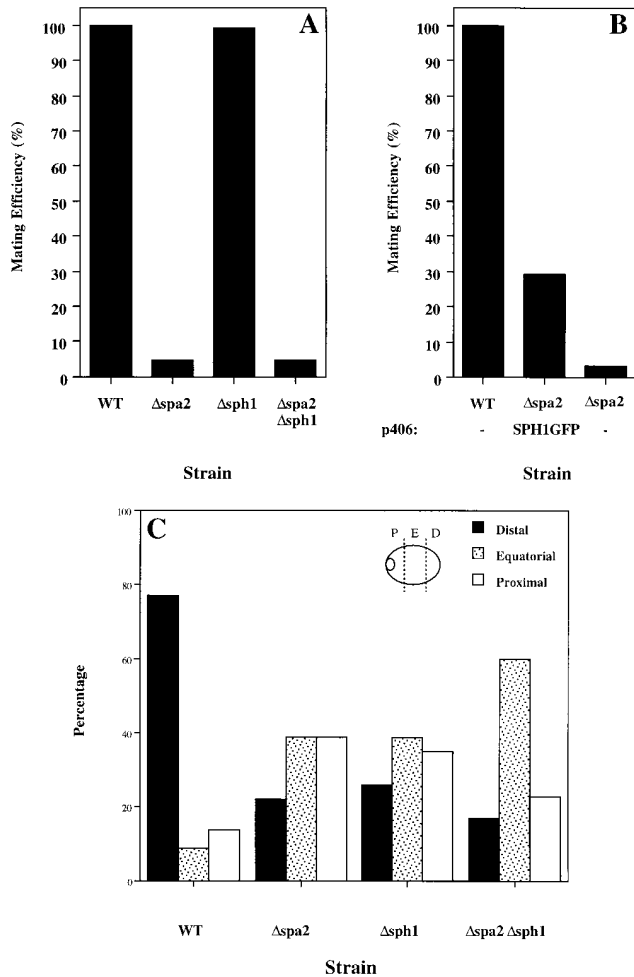 A
Mating Efficiency (%)
100
90
80
70
60
50
40
30
20
10
0
WT Δspa2 Δsph1 Δspa2 Δsph1
Strain
B
Mating Efficiency (%)
100
90
80
70
60
50
40
30
20
10
0
WT Δspa2 Δspa2
p406: - SPH1GFP -
Strain
C
P E D
Distal
Equatorial
Proximal
Percentage
100
80
60
40
20
0
WT Δspa2 Δsph1 Δspa2 Δsph1
Strain